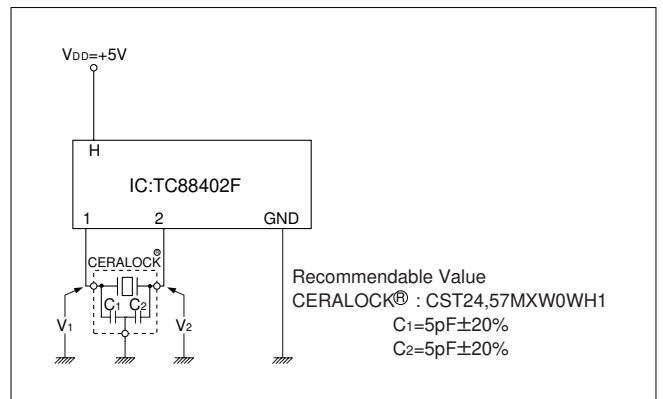 VDD=+5V
H
IC:TC88402F
1 2 GND
CERALOCK®
C1 C2
V1 V2
Recommendable Value
CERALOCK® : CST24,57MXW0WH1
C1=5pF±20%
C2=5pF±20%